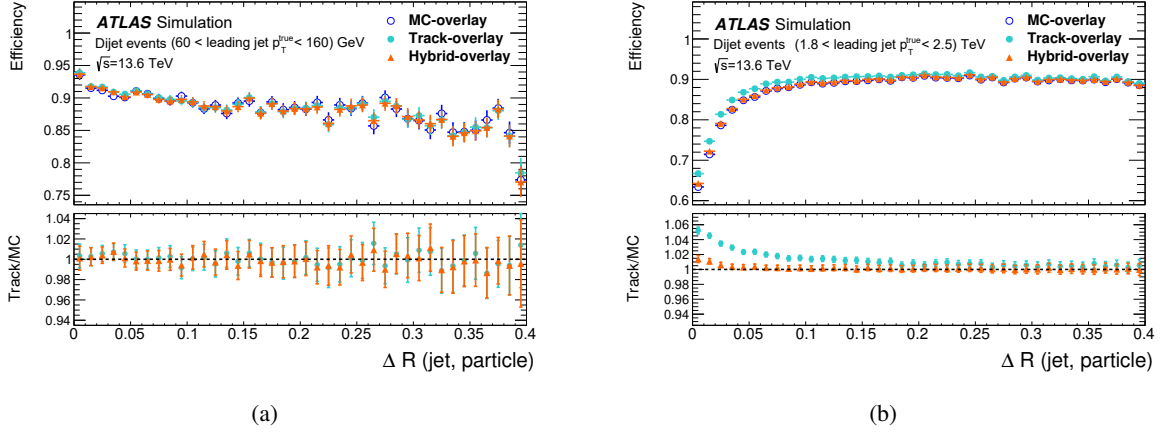 ATLAS Simulation
Dijet events (60 < leading jet p_T^true < 160) GeV
√s=13.6 TeV
MC-overlay
Track-overlay
Hybrid-overlay
Efficiency
1
0.95
0.9
0.85
0.8
0.75
Track/MC
1.04
1.02
1
0.98
0.96
0.94
0 0.05 0.1 0.15 0.2 0.25 0.3 0.35 0.4
Δ R (jet, particle)
(a)
ATLAS Simulation
Dijet events (1.8 < leading jet p_T^true < 2.5) TeV
√s=13.6 TeV
MC-overlay
Track-overlay
Hybrid-overlay
Efficiency
1
0.9
0.8
0.7
0.6
Track/MC
1.06
1.04
1.02
1
0.98
0.96
0.94
0 0.05 0.1 0.15 0.2 0.25 0.3 0.35 0.4
Δ R (jet, particle)
(b)